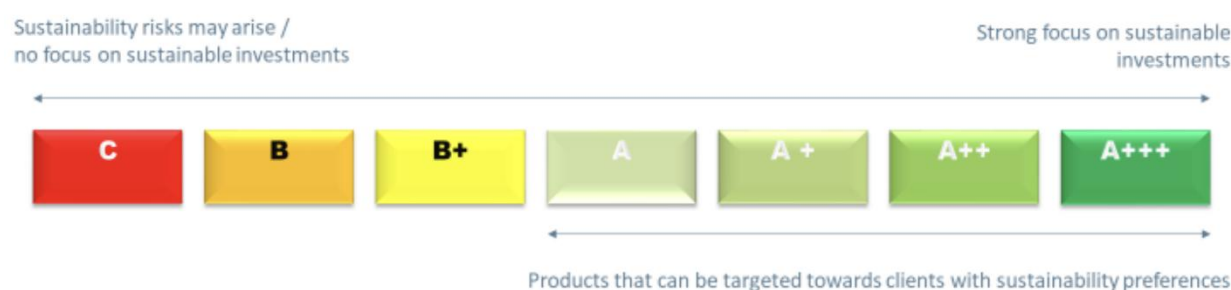 Sustainability risks may arise /
no focus on sustainable investments
Strong focus on sustainable
investments
C B B+ A A + A++ A+++
Products that can be targeted towards clients with sustainability preferences